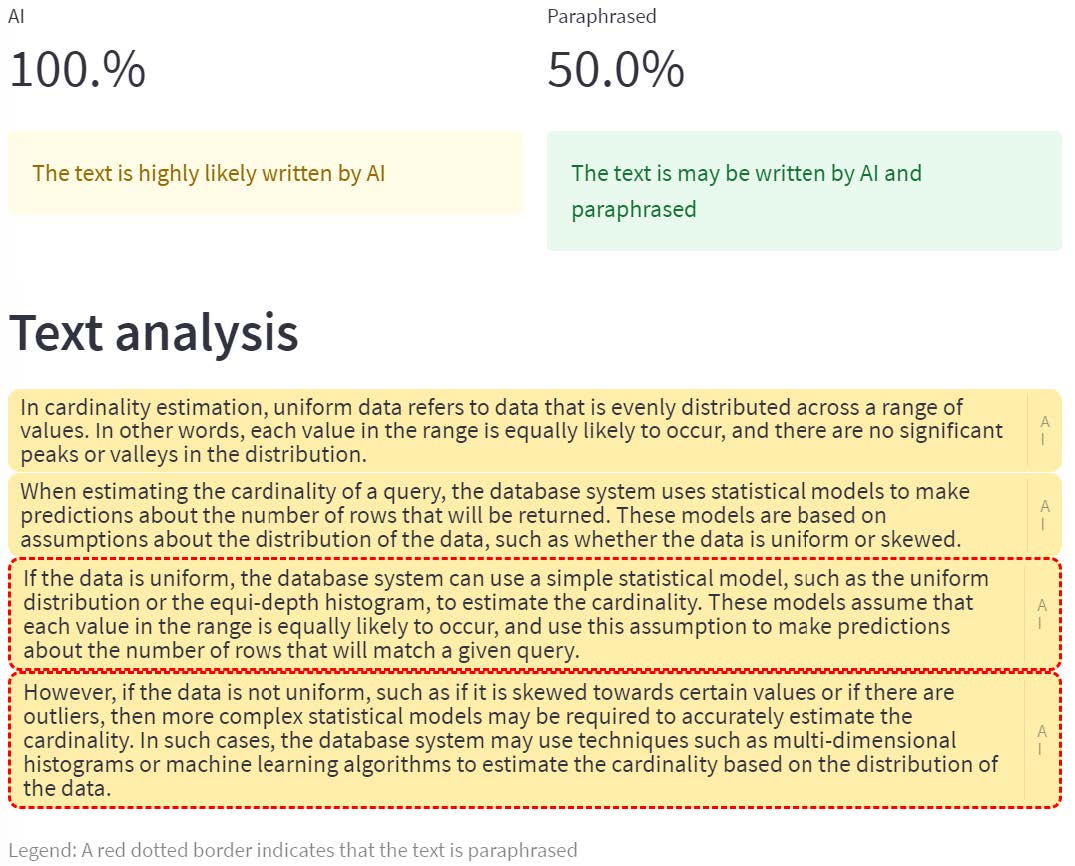 AI
100.%
The text is highly likely written by AI
Paraphrased
50.0%
The text is may be written by AI and
paraphrased
Text analysis
In cardinality estimation, uniform data refers to data that is evenly distributed across a range of
values. In other words, each value in the range is equally likely to occur, and there are no significant
peaks or valleys in the distribution.
AI
When estimating the cardinality of a query, the database system uses statistical models to make
predictions about the number of rows that will be returned. These models are based on
assumptions about the distribution of the data, such as whether the data is uniform or skewed.
AI
If the data is uniform, the database system can use a simple statistical model, such as the uniform
distribution or the equi-depth histogram, to estimate the cardinality. These models assume that
each value in the range is equally likely to occur, and use this assumption to make predictions
about the number of rows that will match a given query.
AI
However, if the data is not uniform, such as if it is skewed towards certain values or if there are
outliers, then more complex statistical models may be required to accurately estimate the
cardinality. In such cases, the database system may use techniques such as multi-dimensional
histograms or machine learning algorithms to estimate the cardinality based on the distribution of
the data.
AI
Legend: A red dotted border indicates that the text is paraphrased